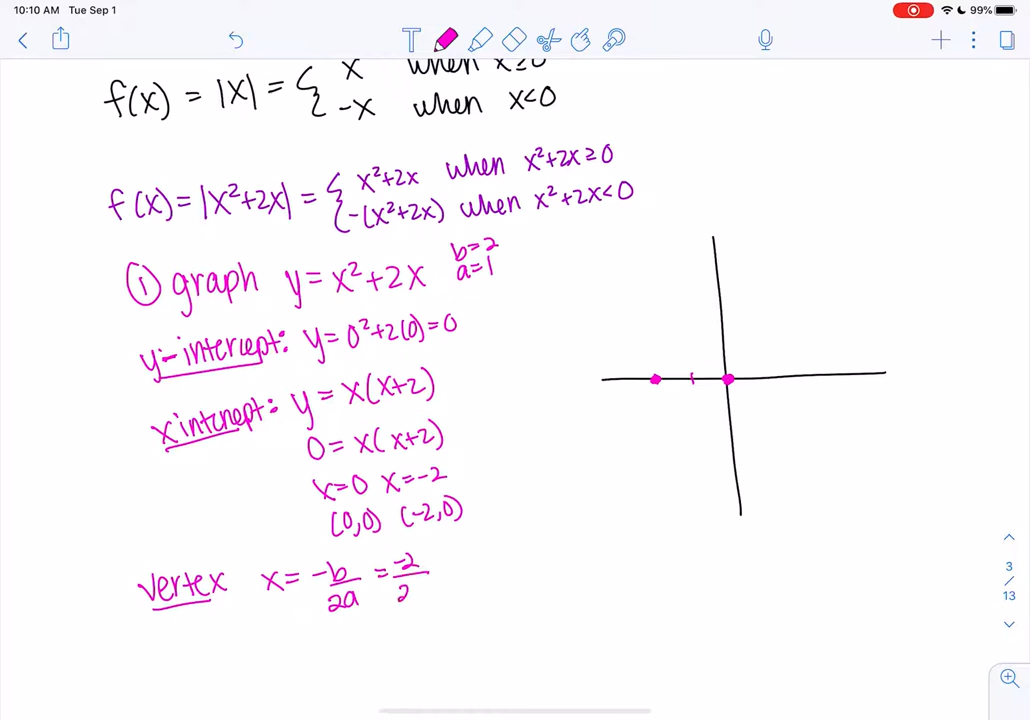 10:10 AM Tue Sep 1
99%
T
x when x≥0
f(x) = |x| = {
-x when x<0
x²+2x when x²+2x≥0
f(x) = |x²+2x| = {
-(x²+2x) when x²+2x<0
b=2
① graph y = x²+2x a=1
y-intercept: y = 0²+2(0)=0
x intercept: y = x(x+2)
0 = x(x+2)
x=0 x=-2
(0,0) (-2,0)
vertex x = -b/2a = -2/2
3
/
13